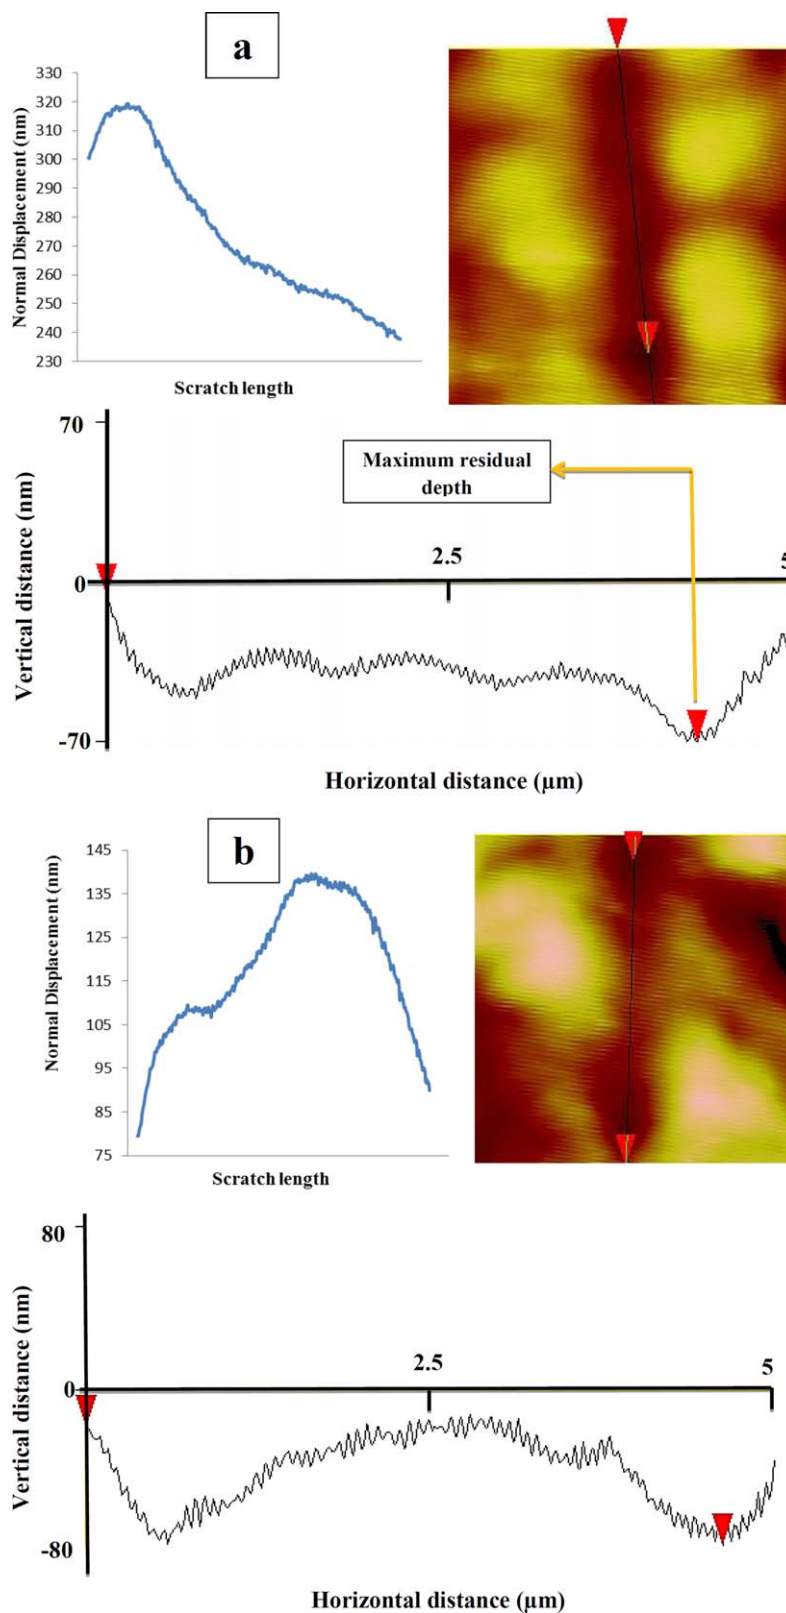 a
330
320
310
300
290
280
270
260
250
240
230
Normal Displacement (nm)
Scratch length
70
0
-70
Vertical distance (nm)
Maximum residual
depth
2.5
5
Horizontal distance (µm)
b
145
135
125
115
105
95
85
75
Normal Displacement (nm)
Scratch length
80
0
-80
Vertical distance (nm)
2.5
5
Horizontal distance (µm)